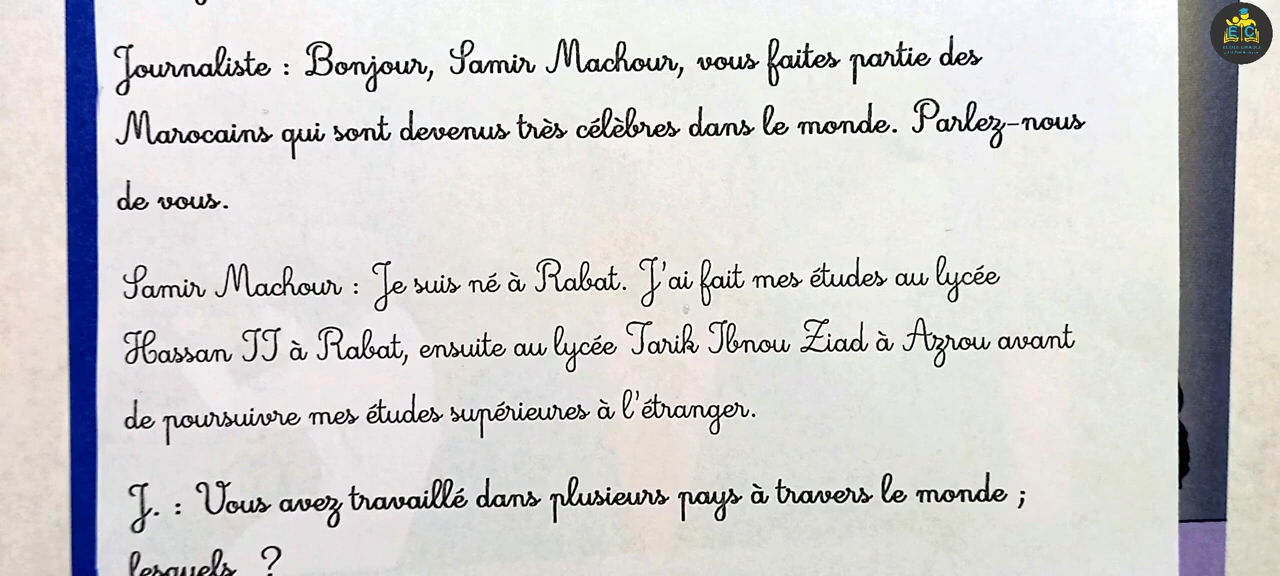 Journaliste : Bonjour, Samir Machour, vous faites partie des
Marocains qui sont devenus très célèbres dans le monde. Parlez-nous
de vous.
Samir Machour : Je suis né à Rabat. J'ai fait mes études au lycée
Hassan II à Rabat, ensuite au lycée Tarik Ibnou Ziad à Azrou avant
de poursuivre mes études supérieures à l'étranger.
J. : Vous avez travaillé dans plusieurs pays à travers le monde ;
lesquels ?